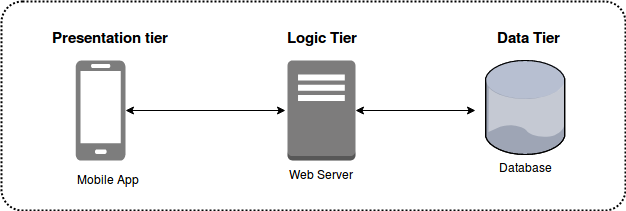 Presentation tier
Logic Tier
Data Tier
Mobile App
Web Server
Database